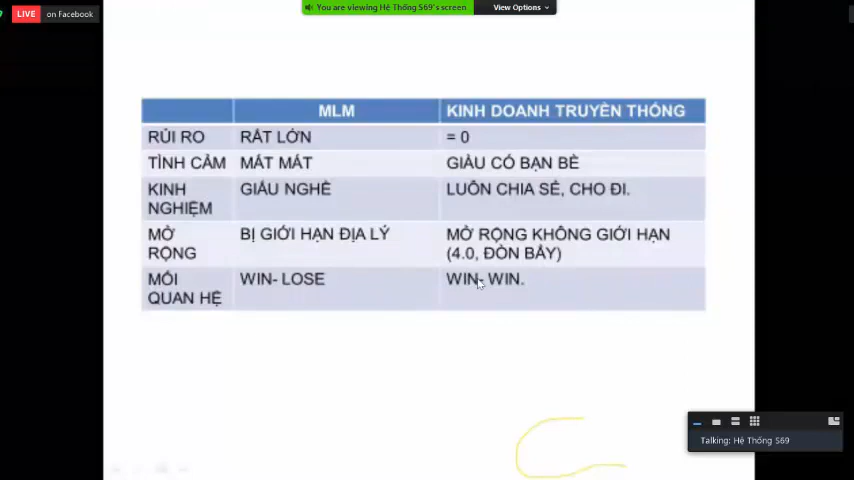 LIVE on Facebook
You are viewing Hệ Thống S69's screen
View Options
MLM
KINH DOANH TRUYỀN THỐNG
RỦI RO
RẤT LỚN
= 0
TÌNH CẢM
MẤT MÁT
GIÀU CÓ BẠN BÈ
KINH
NGHIỆM
GIẤU NGHỀ
LUÔN CHIA SẺ, CHO ĐI.
MỞ
RỘNG
BỊ GIỚI HẠN ĐỊA LÝ
MỞ RỘNG KHÔNG GIỚI HẠN
(4.0, ĐÒN BẨY)
MỐI
QUAN HỆ
WIN- LOSE
WIN- WIN.
Talking: Hệ Thống S69